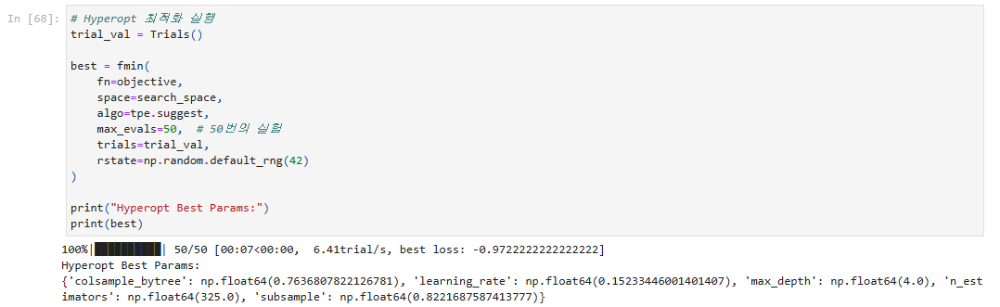 In [68]:
# Hyperopt 최적화 실행
trial_val = Trials()
best = fmin(
fn=objective,
space=search_space,
algo=tpe.suggest,
max_evals=50,  # 50번의 실험
trials=trial_val,
rstate=np.random.default_rng(42)
)
print("Hyperopt Best Params:")
print(best)
100%|██████████| 50/50 [00:07<00:00,  6.41trial/s, best loss: -0.9722222222222222]
Hyperopt Best Params:
{'colsample_bytree': np.float64(0.7636807822126781), 'learning_rate': np.float64(0.15233446001401407), 'max_depth': np.float64(4.0), 'n_est
imators': np.float64(325.0), 'subsample': np.float64(0.8221687587413777)}